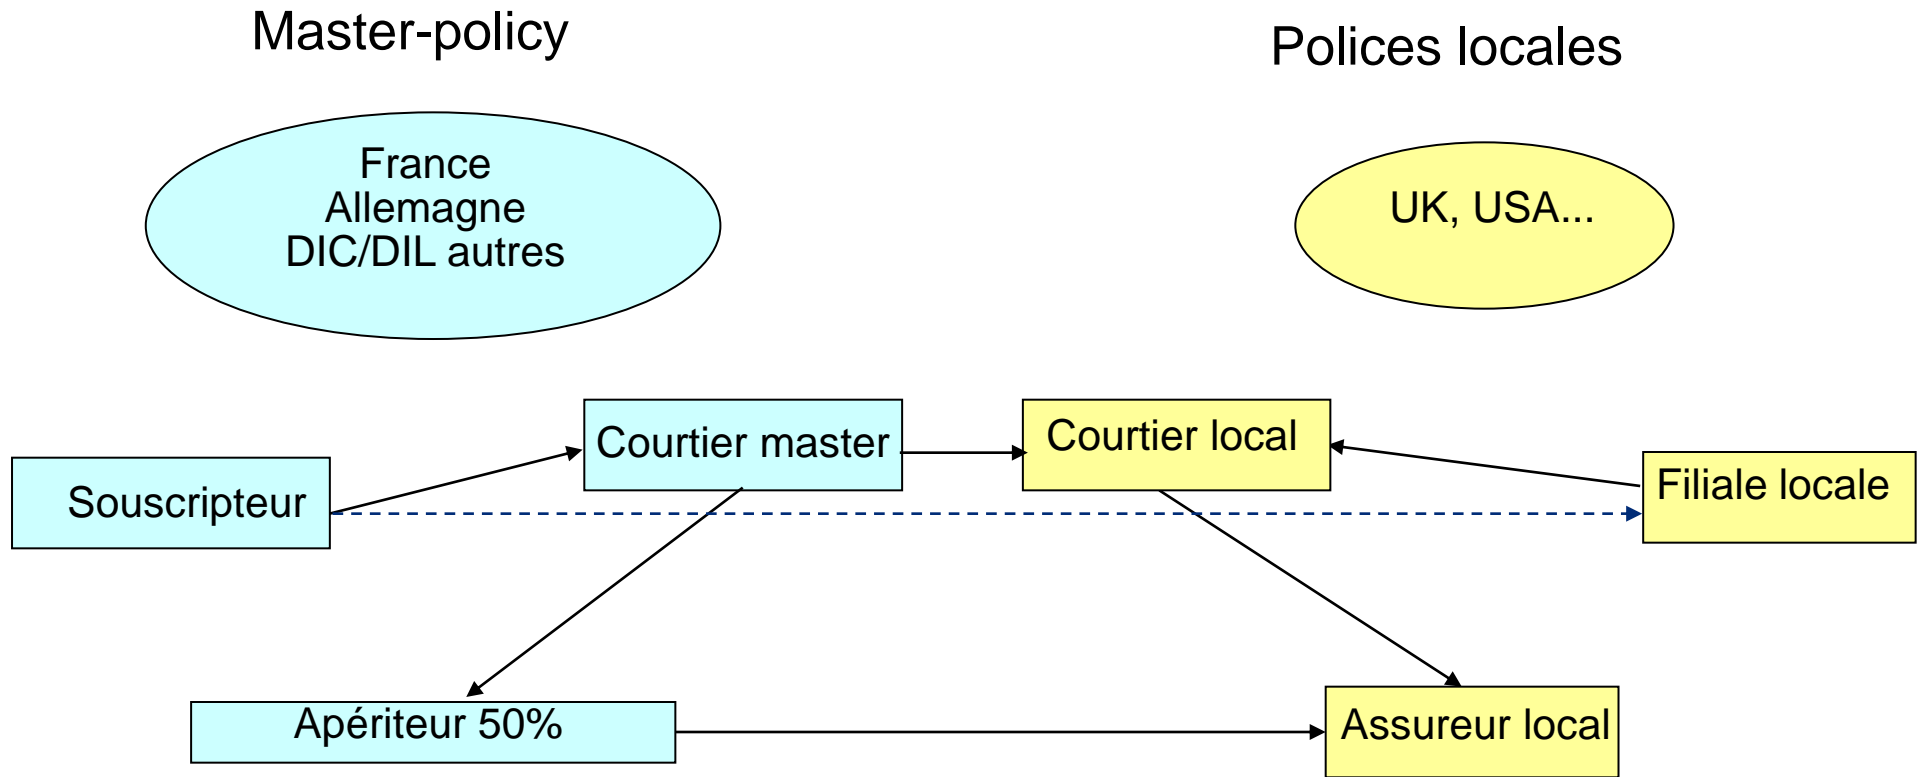 Master-policy
Polices locales
France
Allemagne
DIC/DIL autres
UK, USA...
Courtier master
Courtier local
Souscripteur
Filiale locale
Apériteur 50%
Assureur local